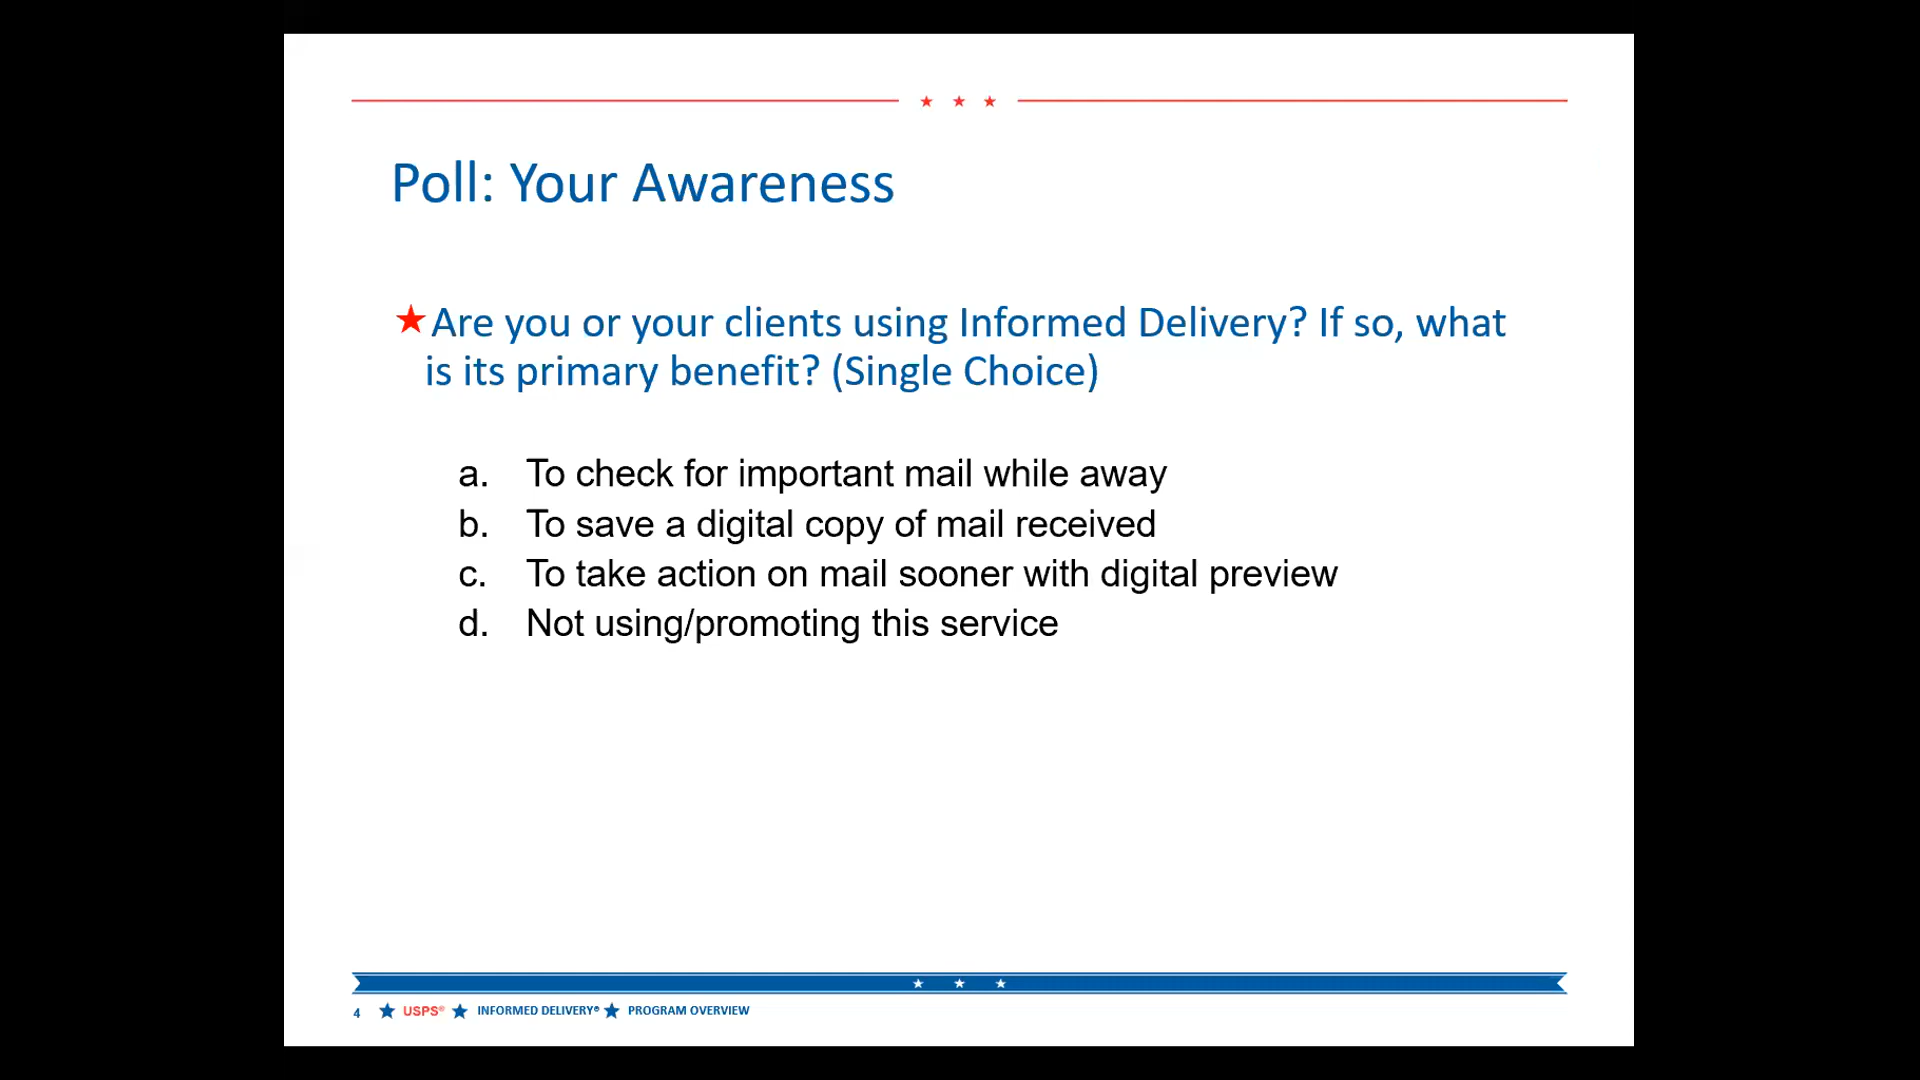 Poll: Your Awareness
Are you or your clients using Informed Delivery? If so, what
is its primary benefit? (Single Choice)
a. To check for important mail while away
b. To save a digital copy of mail received
c. To take action on mail sooner with digital preview
d. Not using/promoting this service
4 USPS® INFORMED DELIVERY® PROGRAM OVERVIEW